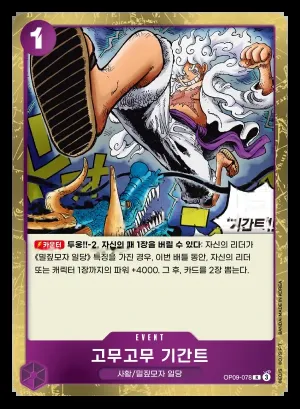 1
기간트!!
카운터 두웅!!-2, 자신의 패 1장을 버릴 수 있다: 자신의 리더가
《밀짚모자 일당》 특징을 가진 경우, 이번 배틀 동안, 자신의 리더
또는 캐릭터 1장까지의 파워 +4000. 그 후, 카드를 2장 뽑는다.
EVENT
고무고무 기간트
사황/밀짚모자 일당
OP09-078 R 3